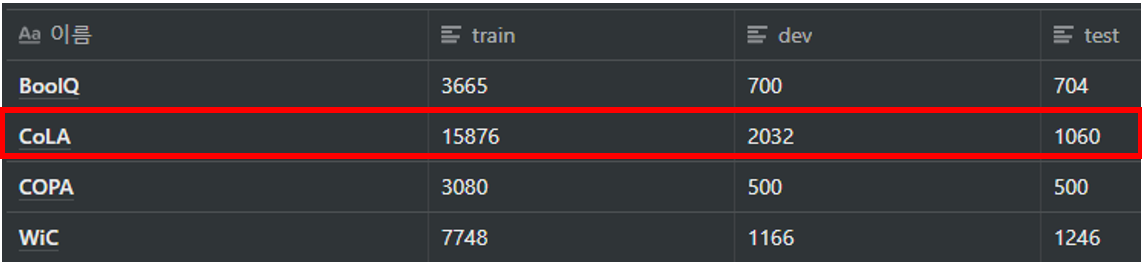 Aa 이름 train dev test
BoolQ 3665 700 704
CoLA 15876 2032 1060
COPA 3080 500 500
WiC 7748 1166 1246